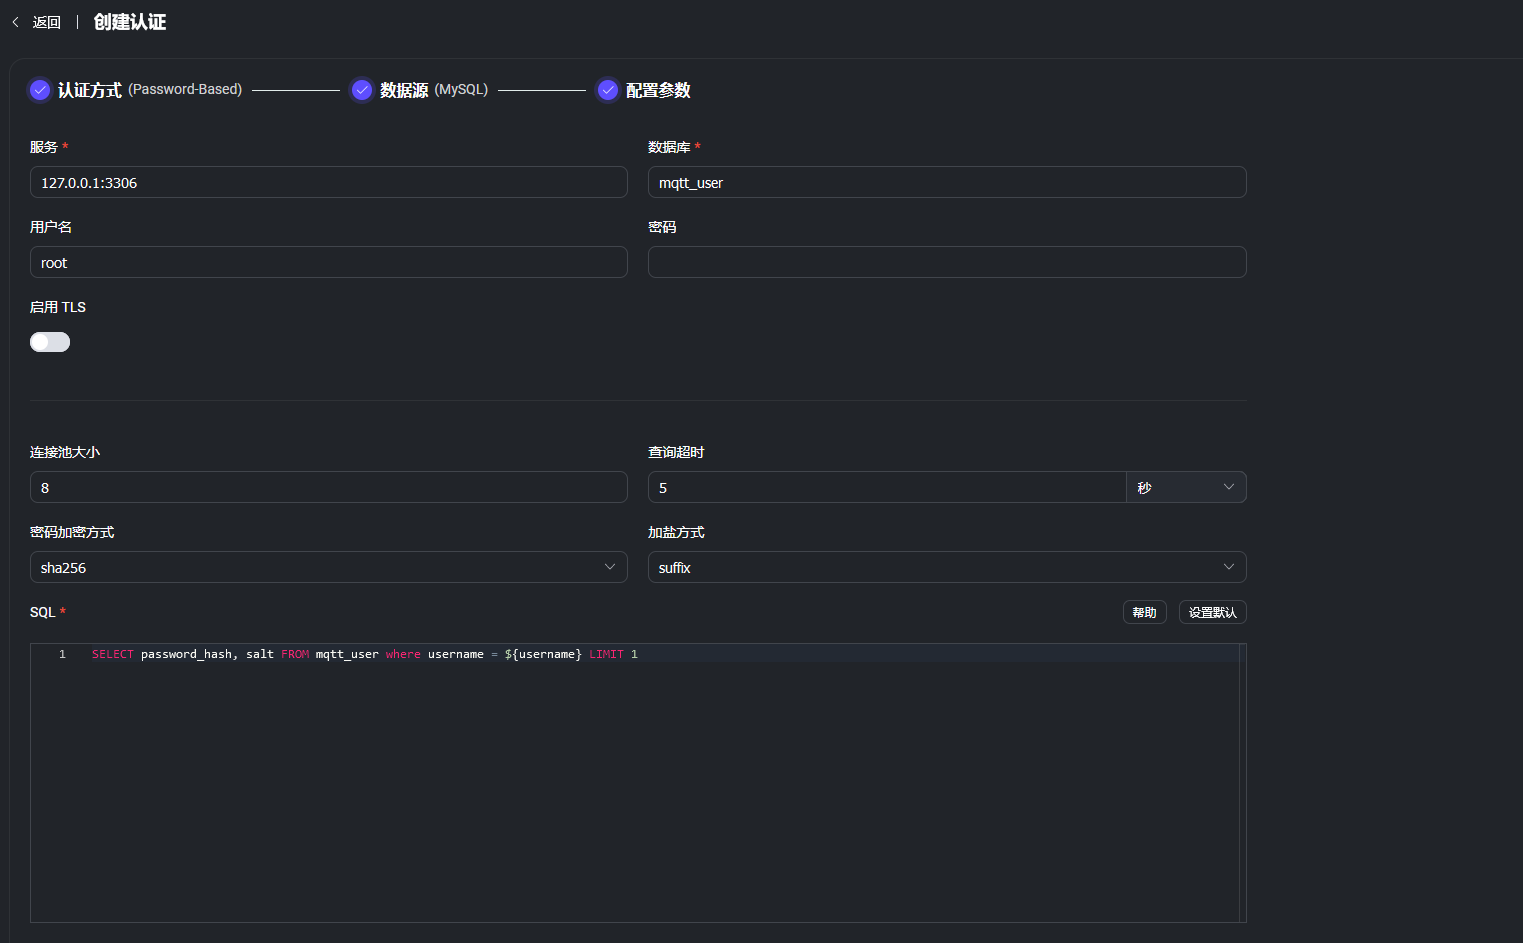 返回 | 创建认证
认证方式 (Password-Based) 数据源 (MySQL) 配置参数
服务 * 数据库 *
127.0.0.1:3306 mqtt_user
用户名 密码
root
启用 TLS
连接池大小 查询超时
8 5 秒
密码加密方式 加盐方式
sha256 suffix
SQL * 帮助 设置默认
1 SELECT password_hash, salt FROM mqtt_user where username = ${username} LIMIT 1